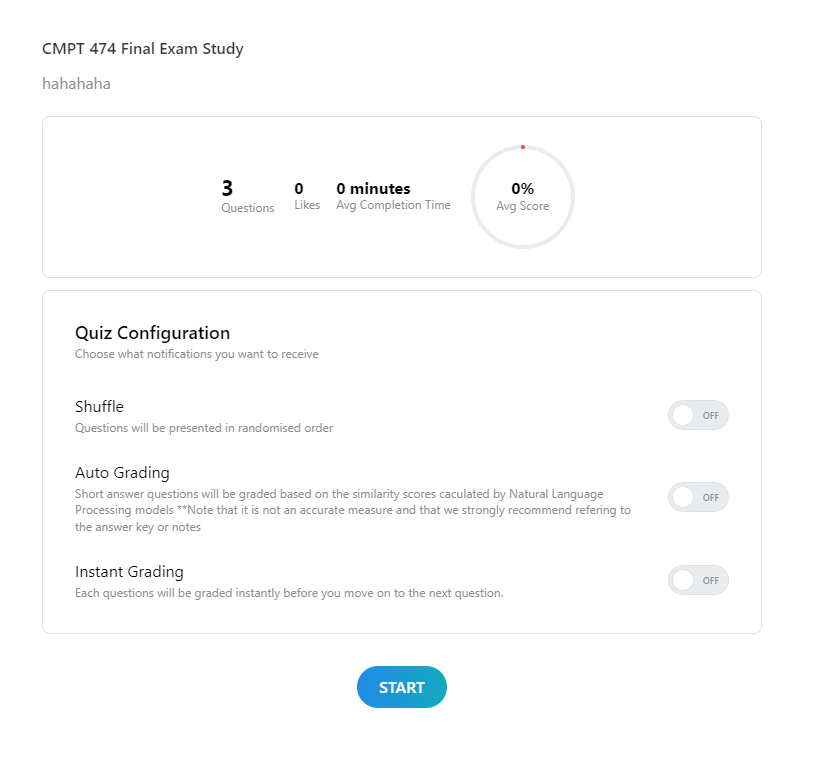 CMPT 474 Final Exam Study
hahahaha
3
Questions
0
Likes
0 minutes
Avg Completion Time
0%
Avg Score
Quiz Configuration
Choose what notifications you want to receive
Shuffle
Questions will be presented in randomised order
OFF
Auto Grading
Short answer questions will be graded based on the similarity scores caculated by Natural Language
Processing models **Note that it is not an accurate measure and that we strongly recommend refering to
the answer key or notes
OFF
Instant Grading
Each questions will be graded instantly before you move on to the next question.
OFF
START